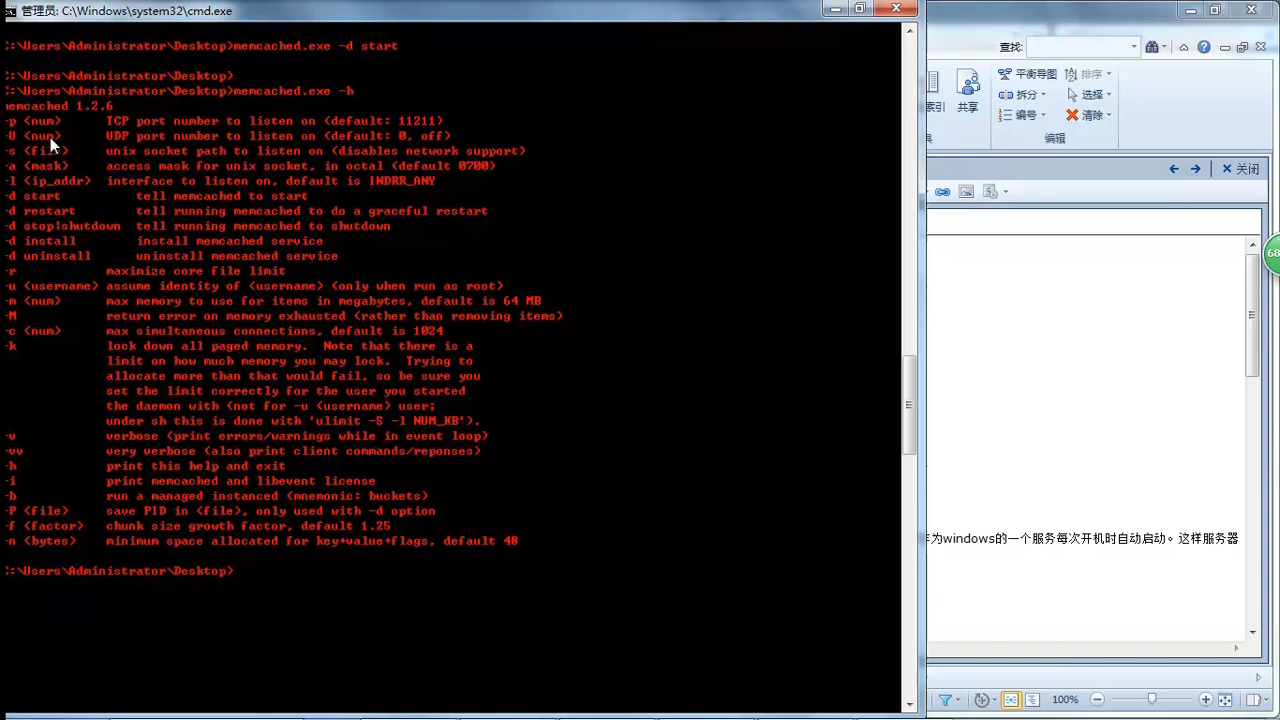 管理员: C:\Windows\system32\cmd.exe
:\Users\Administrator\Desktop>memcached.exe -d start
:\Users\Administrator\Desktop>
:\Users\Administrator\Desktop>memcached.exe -h
memcached 1.2.6
-p <num> TCP port number to listen on (default: 11211)
-U <num> UDP port number to listen on (default: 0, off)
-s <file> unix socket path to listen on (disables network support)
-a <mask> access mask for unix socket, in octal (default 0700)
-l <ip_addr> interface to listen on, default is INDRR_ANY
-d start tell memcached to start
-d restart tell running memcached to do a graceful restart
-d stop|shutdown tell running memcached to shutdown
-d install install memcached service
-d uninstall uninstall memcached service
-r maximize core file limit
-u <username> assume identity of <username> (only when run as root)
-m <num> max memory to use for items in megabytes, default is 64 MB
-M return error on memory exhausted (rather than removing items)
-c <num> max simultaneous connections, default is 1024
-k lock down all paged memory. Note that there is a
limit on how much memory you may lock. Trying to
allocate more than that would fail, so be sure you
set the limit correctly for the user you started
the daemon with (not for -u <username> user;
under sh this is done with 'ulimit -S -l NUM_KB').
-v verbose (print errors/warnings while in event loop)
-vv very verbose (also print client commands/reponses)
-h print this help and exit
-i print memcached and libevent license
-b run a managed instanced (mnemonic: buckets)
-P <file> save PID in <file>, only used with -d option
-f <factor> chunk size growth factor, default 1.25
-n <bytes> minimum space allocated for key+value+flags, default 48
:\Users\Administrator\Desktop>
查找:
平衡导图 排序
索引 共享 拆分 选择
编号 清除
编辑
关闭
68
作为windows的一个服务每次开机时自动启动。这样服务器
100%